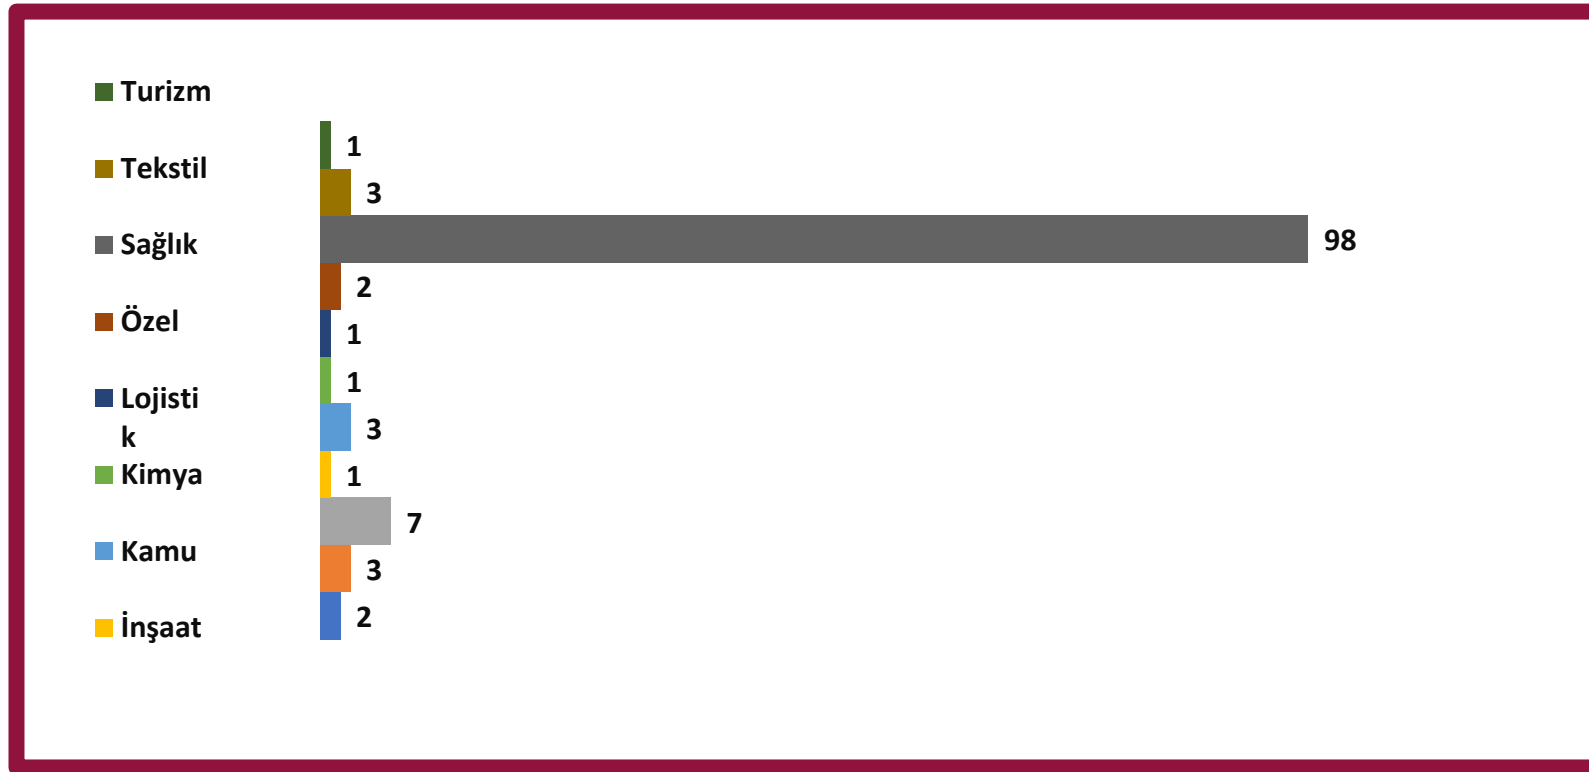 Turizm
1
Tekstil
3
Sağlık
98
2
Özel
1
1
Lojisti
k
3
Kimya
1
7
Kamu
3
2
İnşaat